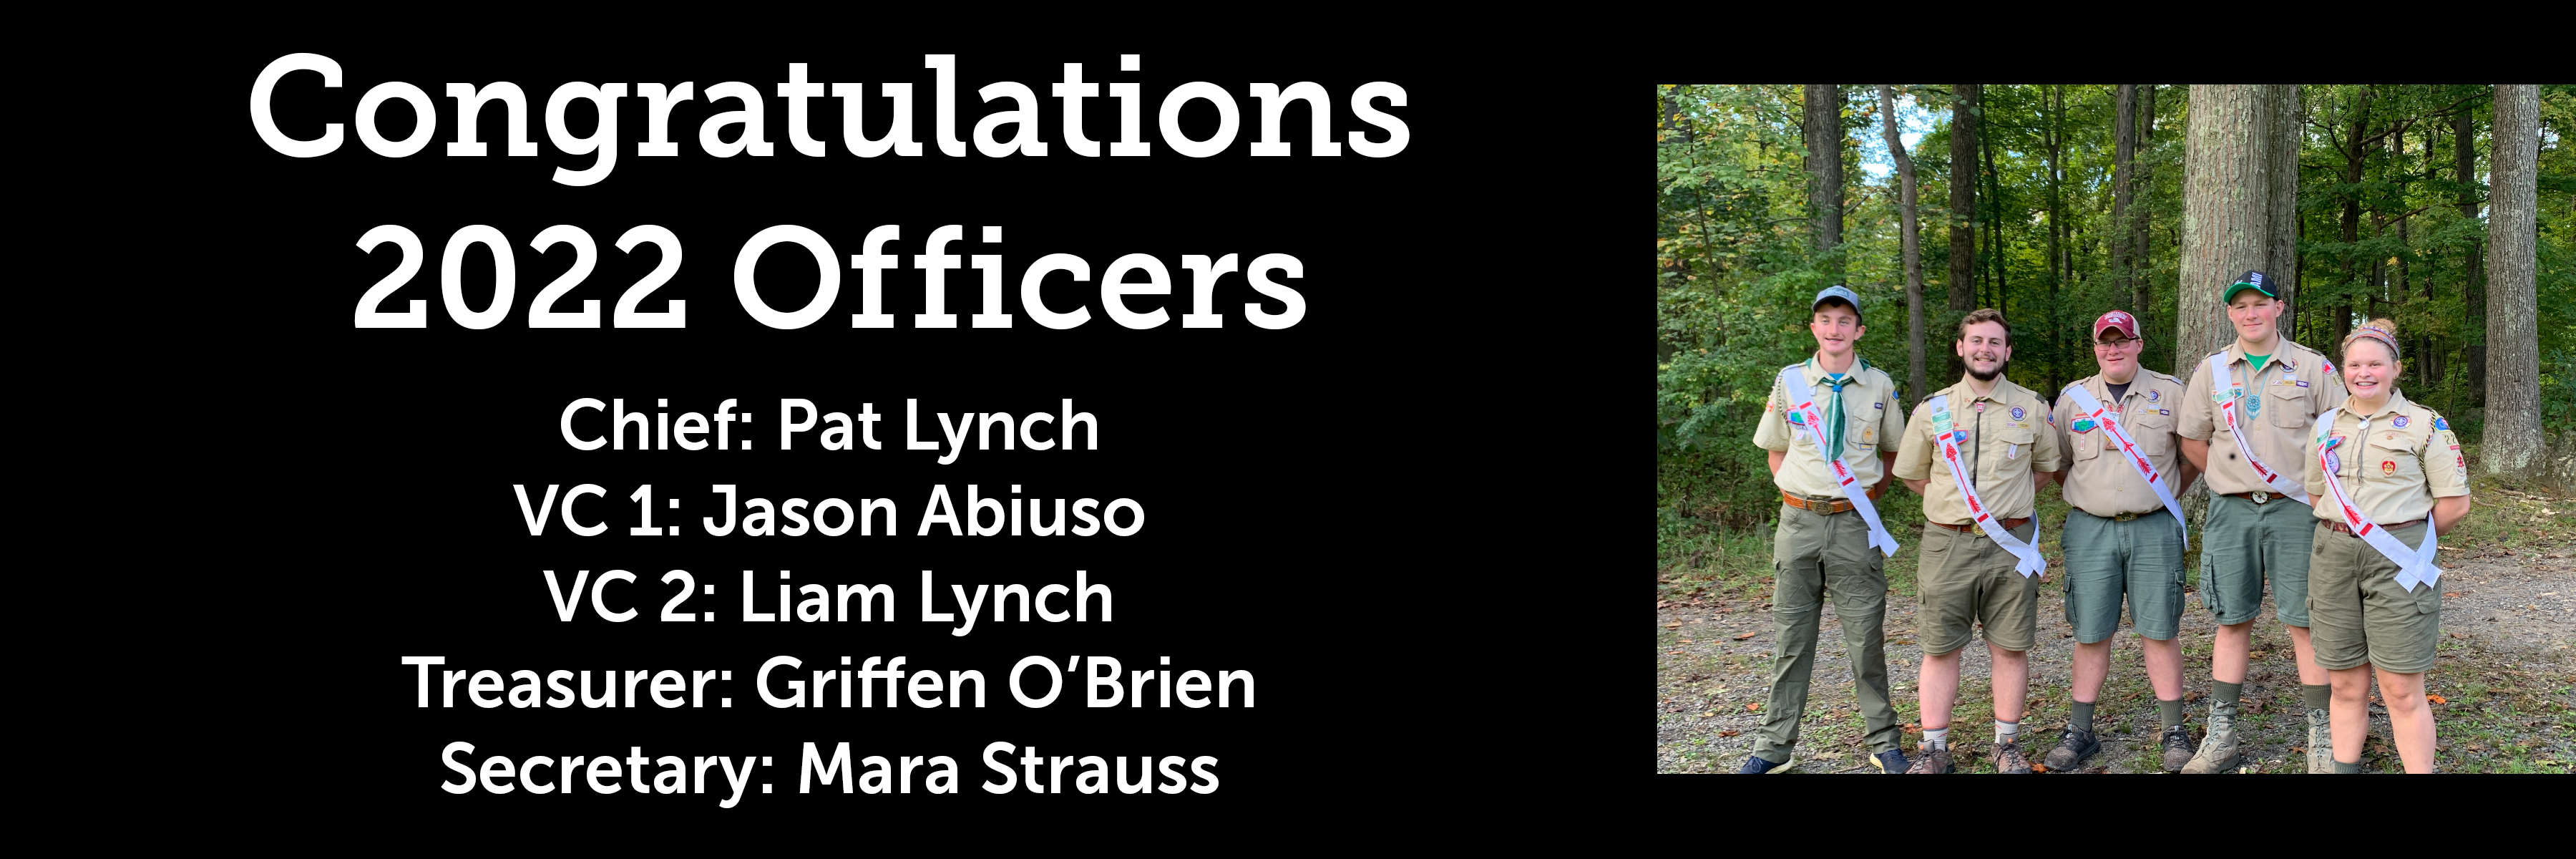 Congratulations
2022 Officers
Chief: Pat Lynch
VC 1: Jason Abiuso
VC 2: Liam Lynch
Treasurer: Griffen O’Brien
Secretary: Mara Strauss